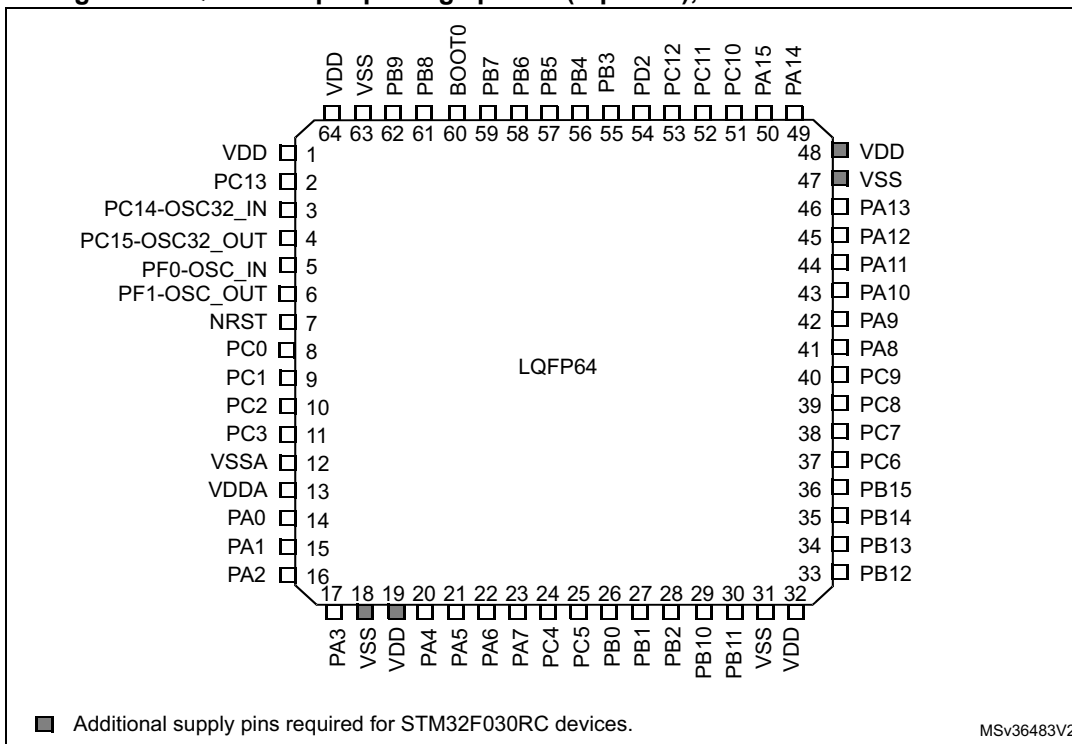 VDD
VSS
PB9
PB8
BOOT0
PB7
PB6
PB5
PB4
PB3
PD2
PC12
PC11
PC10
PA15
PA14
64 63 62 61 60 59 58 57 56 55 54 53 52 51 50 49
VDD 1
PC13 2
PC14-OSC32_IN 3
PC15-OSC32_OUT 4
PF0-OSC_IN 5
PF1-OSC_OUT 6
NRST 7
PC0 8
PC1 9
PC2 10
PC3 11
VSSA 12
VDDA 13
PA0 14
PA1 15
PA2 16
LQFP64
48 VDD
47 VSS
46 PA13
45 PA12
44 PA11
43 PA10
42 PA9
41 PA8
40 PC9
39 PC8
38 PC7
37 PC6
36 PB15
35 PB14
34 PB13
33 PB12
17 18 19 20 21 22 23 24 25 26 27 28 29 30 31 32
PA3
VSS
VDD
PA4
PA5
PA6
PA7
PC4
PC5
PB0
PB1
PB2
PB10
PB11
VSS
VDD
Additional supply pins required for STM32F030RC devices.
MSv36483V2